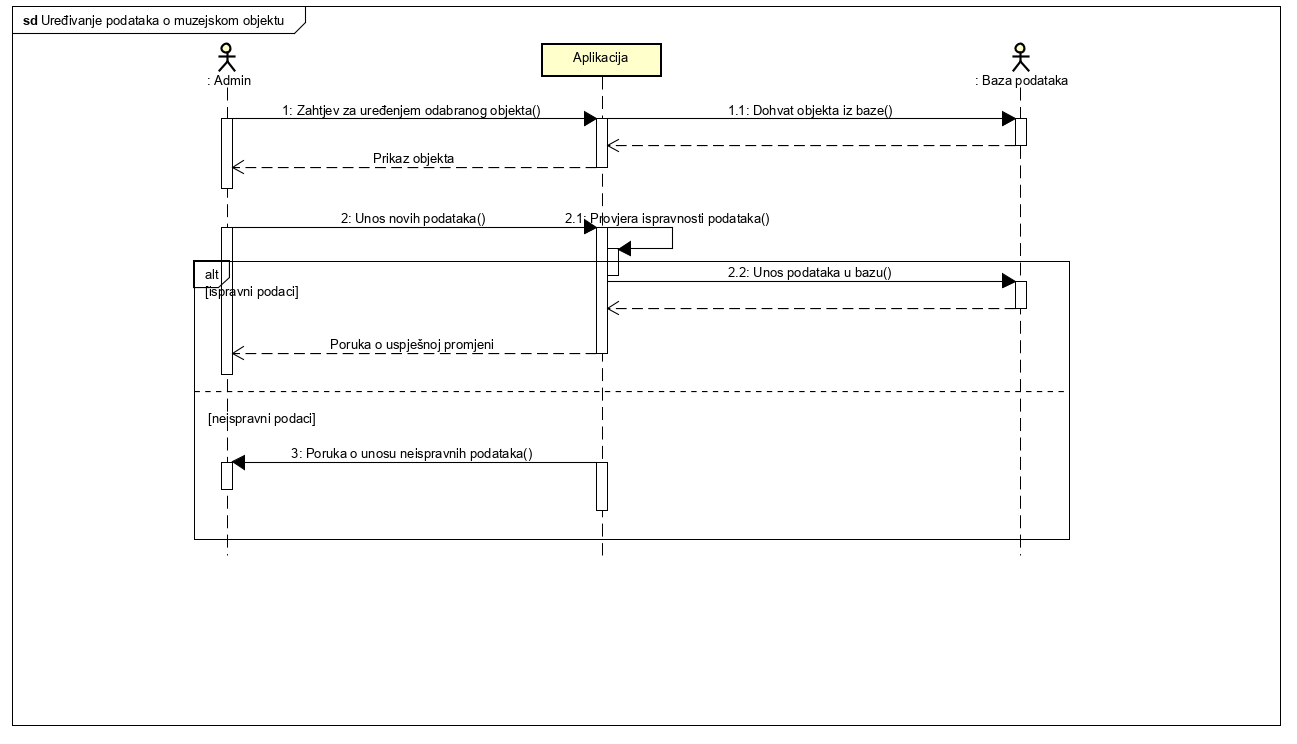 sd Uređivanje podataka o muzejskom objektu
: Admin
Aplikacija
: Baza podataka
1: Zahtjev za uređenjem odabranog objekta()
1.1: Dohvat objekta iz baze()
Prikaz objekta
2: Unos novih podataka()
2.1: Provjera ispravnosti podataka()
alt
2.2: Unos podataka u bazu()
[ispravni podaci]
Poruka o uspješnoj promjeni
[neispravni podaci]
3: Poruka o unosu neispravnih podataka()